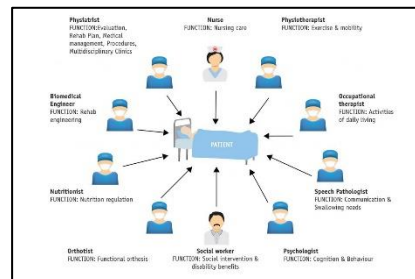 Physiatrist
FUNCTION:Evaluation,
Rehab Plan, Medical
management, Procedures,
Multidisciplinary Clinics
Nurse
FUNCTION: Nursing care
Physiotherapist
FUNCTION: Exercise & mobility
Biomedical
Engineer
FUNCTION: Rehab
engineering
Occupational
therapist
FUNCTION: Activities
of daily living
PATIENT
Nutritionist
FUNCTION: Nutrition regulation
Speech Pathologist
FUNCTION: Communication &
Swallowing needs
Orthotist
FUNCTION: Functional orthesis
Social worker
FUNCTION: Social intervention &
disability benefits
Psychologist
FUNCTION: Cognition & Behaviour